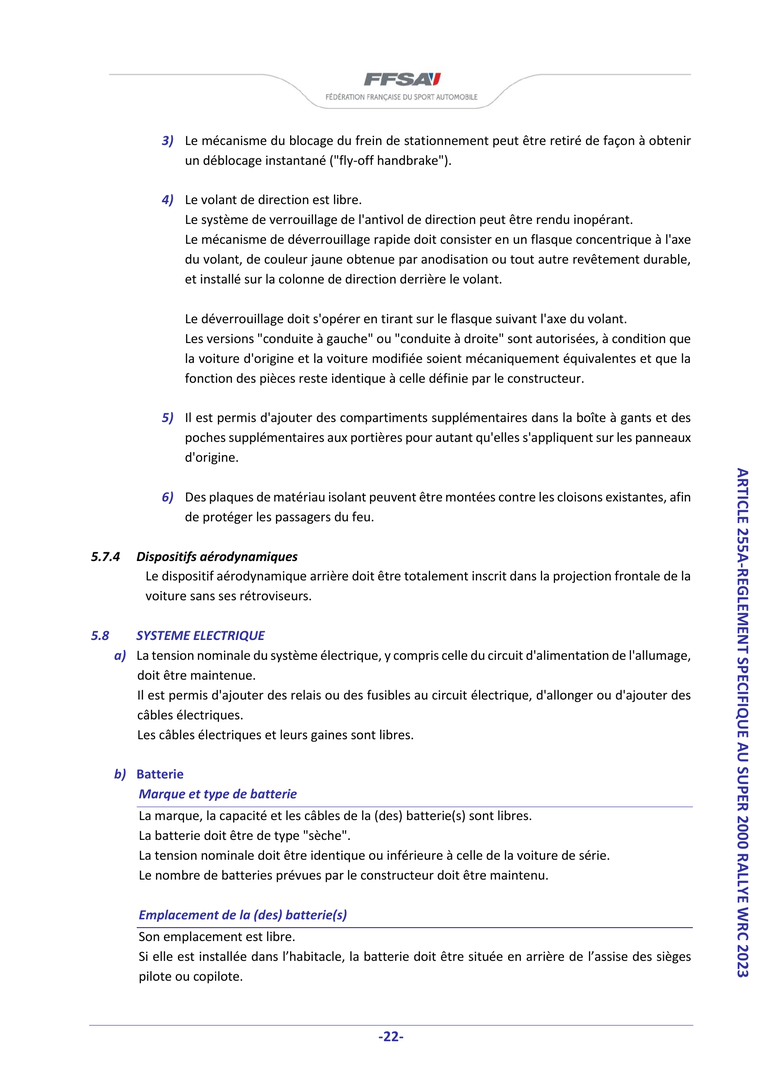 FFSA
FÉDÉRATION FRANÇAISE DU SPORT AUTOMOBILE
3) Le mécanisme du blocage du frein de stationnement peut être retiré de façon à obtenir
un déblocage instantané ("fly-off handbrake").
4) Le volant de direction est libre.
Le système de verrouillage de l'antivol de direction peut être rendu inopérant.
Le mécanisme de déverrouillage rapide doit consister en un flasque concentrique à l'axe
du volant, de couleur jaune obtenue par anodisation ou tout autre revêtement durable,
et installé sur la colonne de direction derrière le volant.
Le déverrouillage doit s'opérer en tirant sur le flasque suivant l'axe du volant.
Les versions "conduite à gauche" ou "conduite à droite" sont autorisées, à condition que
la voiture d'origine et la voiture modifiée soient mécaniquement équivalentes et que la
fonction des pièces reste identique à celle définie par le constructeur.
5) Il est permis d'ajouter des compartiments supplémentaires dans la boîte à gants et des
poches supplémentaires aux portières pour autant qu'elles s'appliquent sur les panneaux
d'origine.
6) Des plaques de matériau isolant peuvent être montées contre les cloisons existantes, afin
de protéger les passagers du feu.
5.7.4 Dispositifs aérodynamiques
Le dispositif aérodynamique arrière doit être totalement inscrit dans la projection frontale de la
voiture sans ses rétroviseurs.
5.8 SYSTEME ELECTRIQUE
a) La tension nominale du système électrique, y compris celle du circuit d'alimentation de l'allumage,
doit être maintenue.
Il est permis d'ajouter des relais ou des fusibles au circuit électrique, d'allonger ou d'ajouter des
câbles électriques.
Les câbles électriques et leurs gaines sont libres.
b) Batterie
Marque et type de batterie
La marque, la capacité et les câbles de la (des) batterie(s) sont libres.
La batterie doit être de type "sèche".
La tension nominale doit être identique ou inférieure à celle de la voiture de série.
Le nombre de batteries prévues par le constructeur doit être maintenu.
Emplacement de la (des) batterie(s)
Son emplacement est libre.
Si elle est installée dans l’habitacle, la batterie doit être située en arrière de l’assise des sièges
pilote ou copilote.
ARTICLE 255A-REGLEMENT SPECIFIQUE AU SUPER 2000 RALLYE WRC 2023
-22-